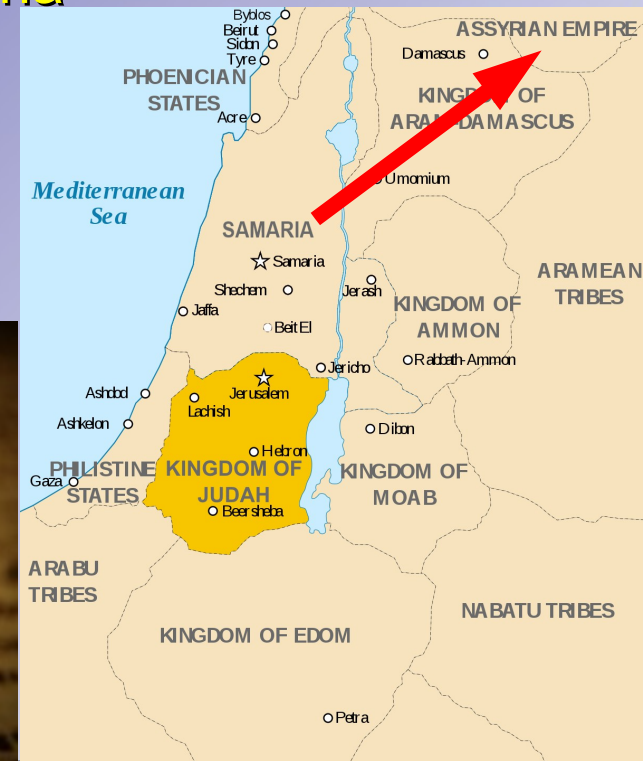 Byblos
ASSYRIAN EMPIRE
Beirut
Sidon
Damascus
Tyre
PHOENICIAN
STATES
KINGDOM OF
ARAM-DAMASCUS
Acre
Umomium
Mediterranean
Sea
SAMARIA
Samaria
ARAMEAN
TRIBES
Shechem
Jerash
KINGDOM OF
AMMON
Jaffa
Beit El
Rabbath-Ammon
Jericho
Ashdod
Jerusalem
Lachish
Ashkelon
Dibon
Hebron
PHILISTINE
STATES
KINGDOM OF
JUDAH
KINGDOM OF
MOAB
Gaza
Beersheba
ARABU
TRIBES
NABATU TRIBES
KINGDOM OF EDOM
Petra